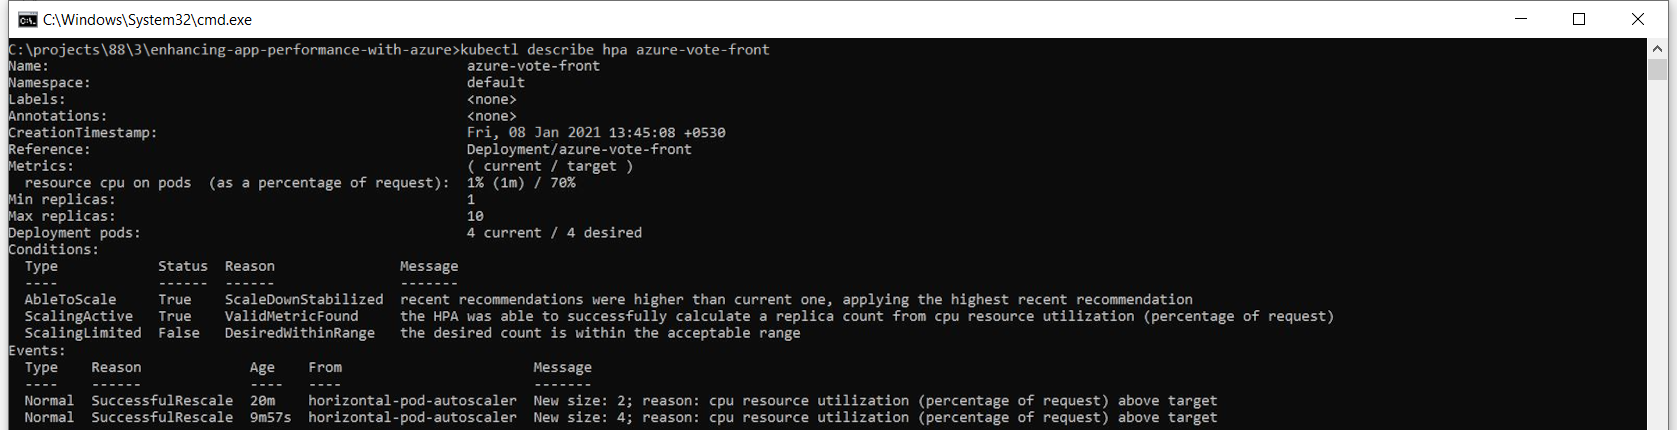 C:\Windows\System32\cmd.exe
C:\projects\88\3\enhancing-app-performance-with-azure>kubectl describe hpa azure-vote-front
Name:                                                  azure-vote-front
Namespace:                                             default
Labels:                                                <none>
Annotations:                                           <none>
CreationTimestamp:                                     Fri, 08 Jan 2021 13:45:08 +0530
Reference:                                             Deployment/azure-vote-front
Metrics:                                               ( current / target )
  resource cpu on pods  (as a percentage of request):  1% (1m) / 70%
Min replicas:                                          1
Max replicas:                                          10
Deployment pods:                                       4 current / 4 desired
Conditions:
  Type            Status  Reason               Message
  ----            ------  ------               -------
  AbleToScale     True    ScaleDownStabilized  recent recommendations were higher than current one, applying the highest recent recommendation
  ScalingActive   True    ValidMetricFound     the HPA was able to successfully calculate a replica count from cpu resource utilization (percentage of request)
  ScalingLimited  False   DesiredWithinRange   the desired count is within the acceptable range
Events:
  Type    Reason             Age    From                       Message
  ----    ------             ----   ----                       -------
  Normal  SuccessfulRescale  20m    horizontal-pod-autoscaler  New size: 2; reason: cpu resource utilization (percentage of request) above target
  Normal  SuccessfulRescale  9m57s  horizontal-pod-autoscaler  New size: 4; reason: cpu resource utilization (percentage of request) above target